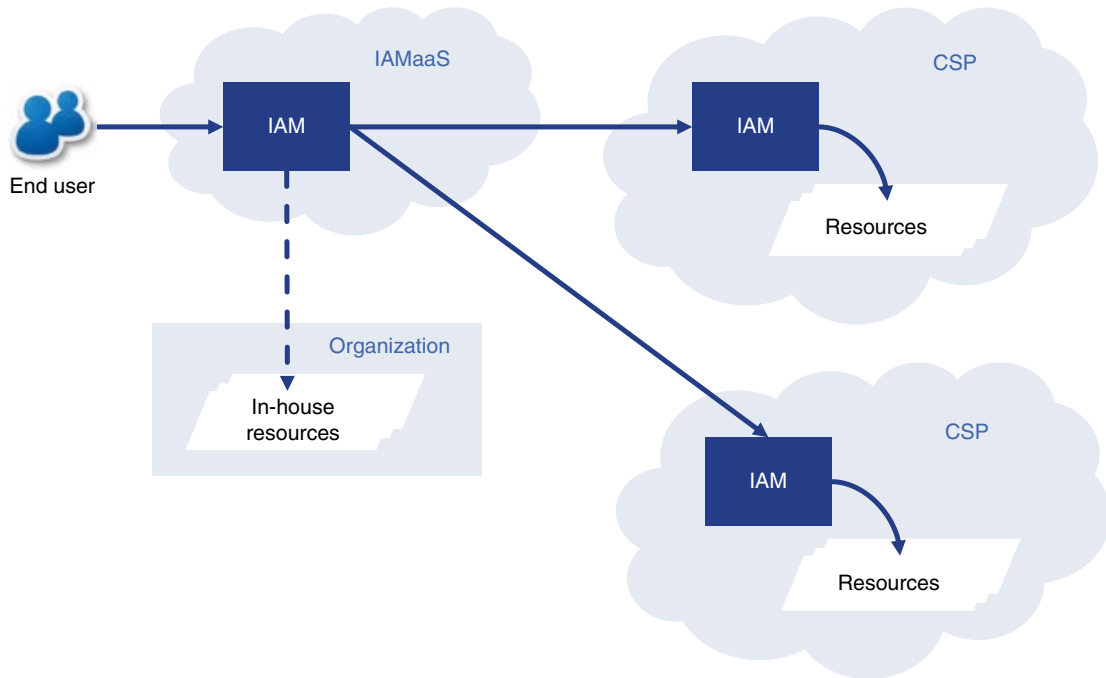 IAMaaS
CSP
IAM
IAM
End user
Resources
Organization
In-house
resources
CSP
IAM
Resources